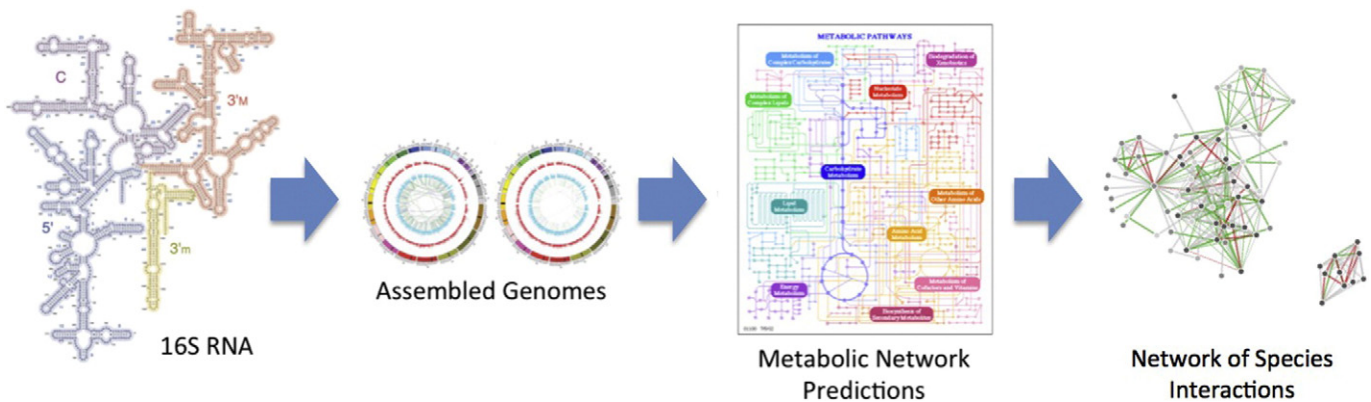 C
3'M
5'
3'm
16S RNA
Assembled Genomes
METABOLIC PATHWAYS
Metabolism of
Complex Carbohydrates
Biodegradation of
Xenobiotics
Nucleotide
Metabolism
Metabolism of
Complex Lipids
Carbohydrate
Metabolism
Lipid
Metabolism
Metabolism of
Other Amino Acids
Amino Acid
Metabolism
Energy
Metabolism
Metabolism of
Cofactors and Vitamins
Biosynthesis of
Secondary Metabolites
Metabolic Network
Predictions
Network of Species
Interactions